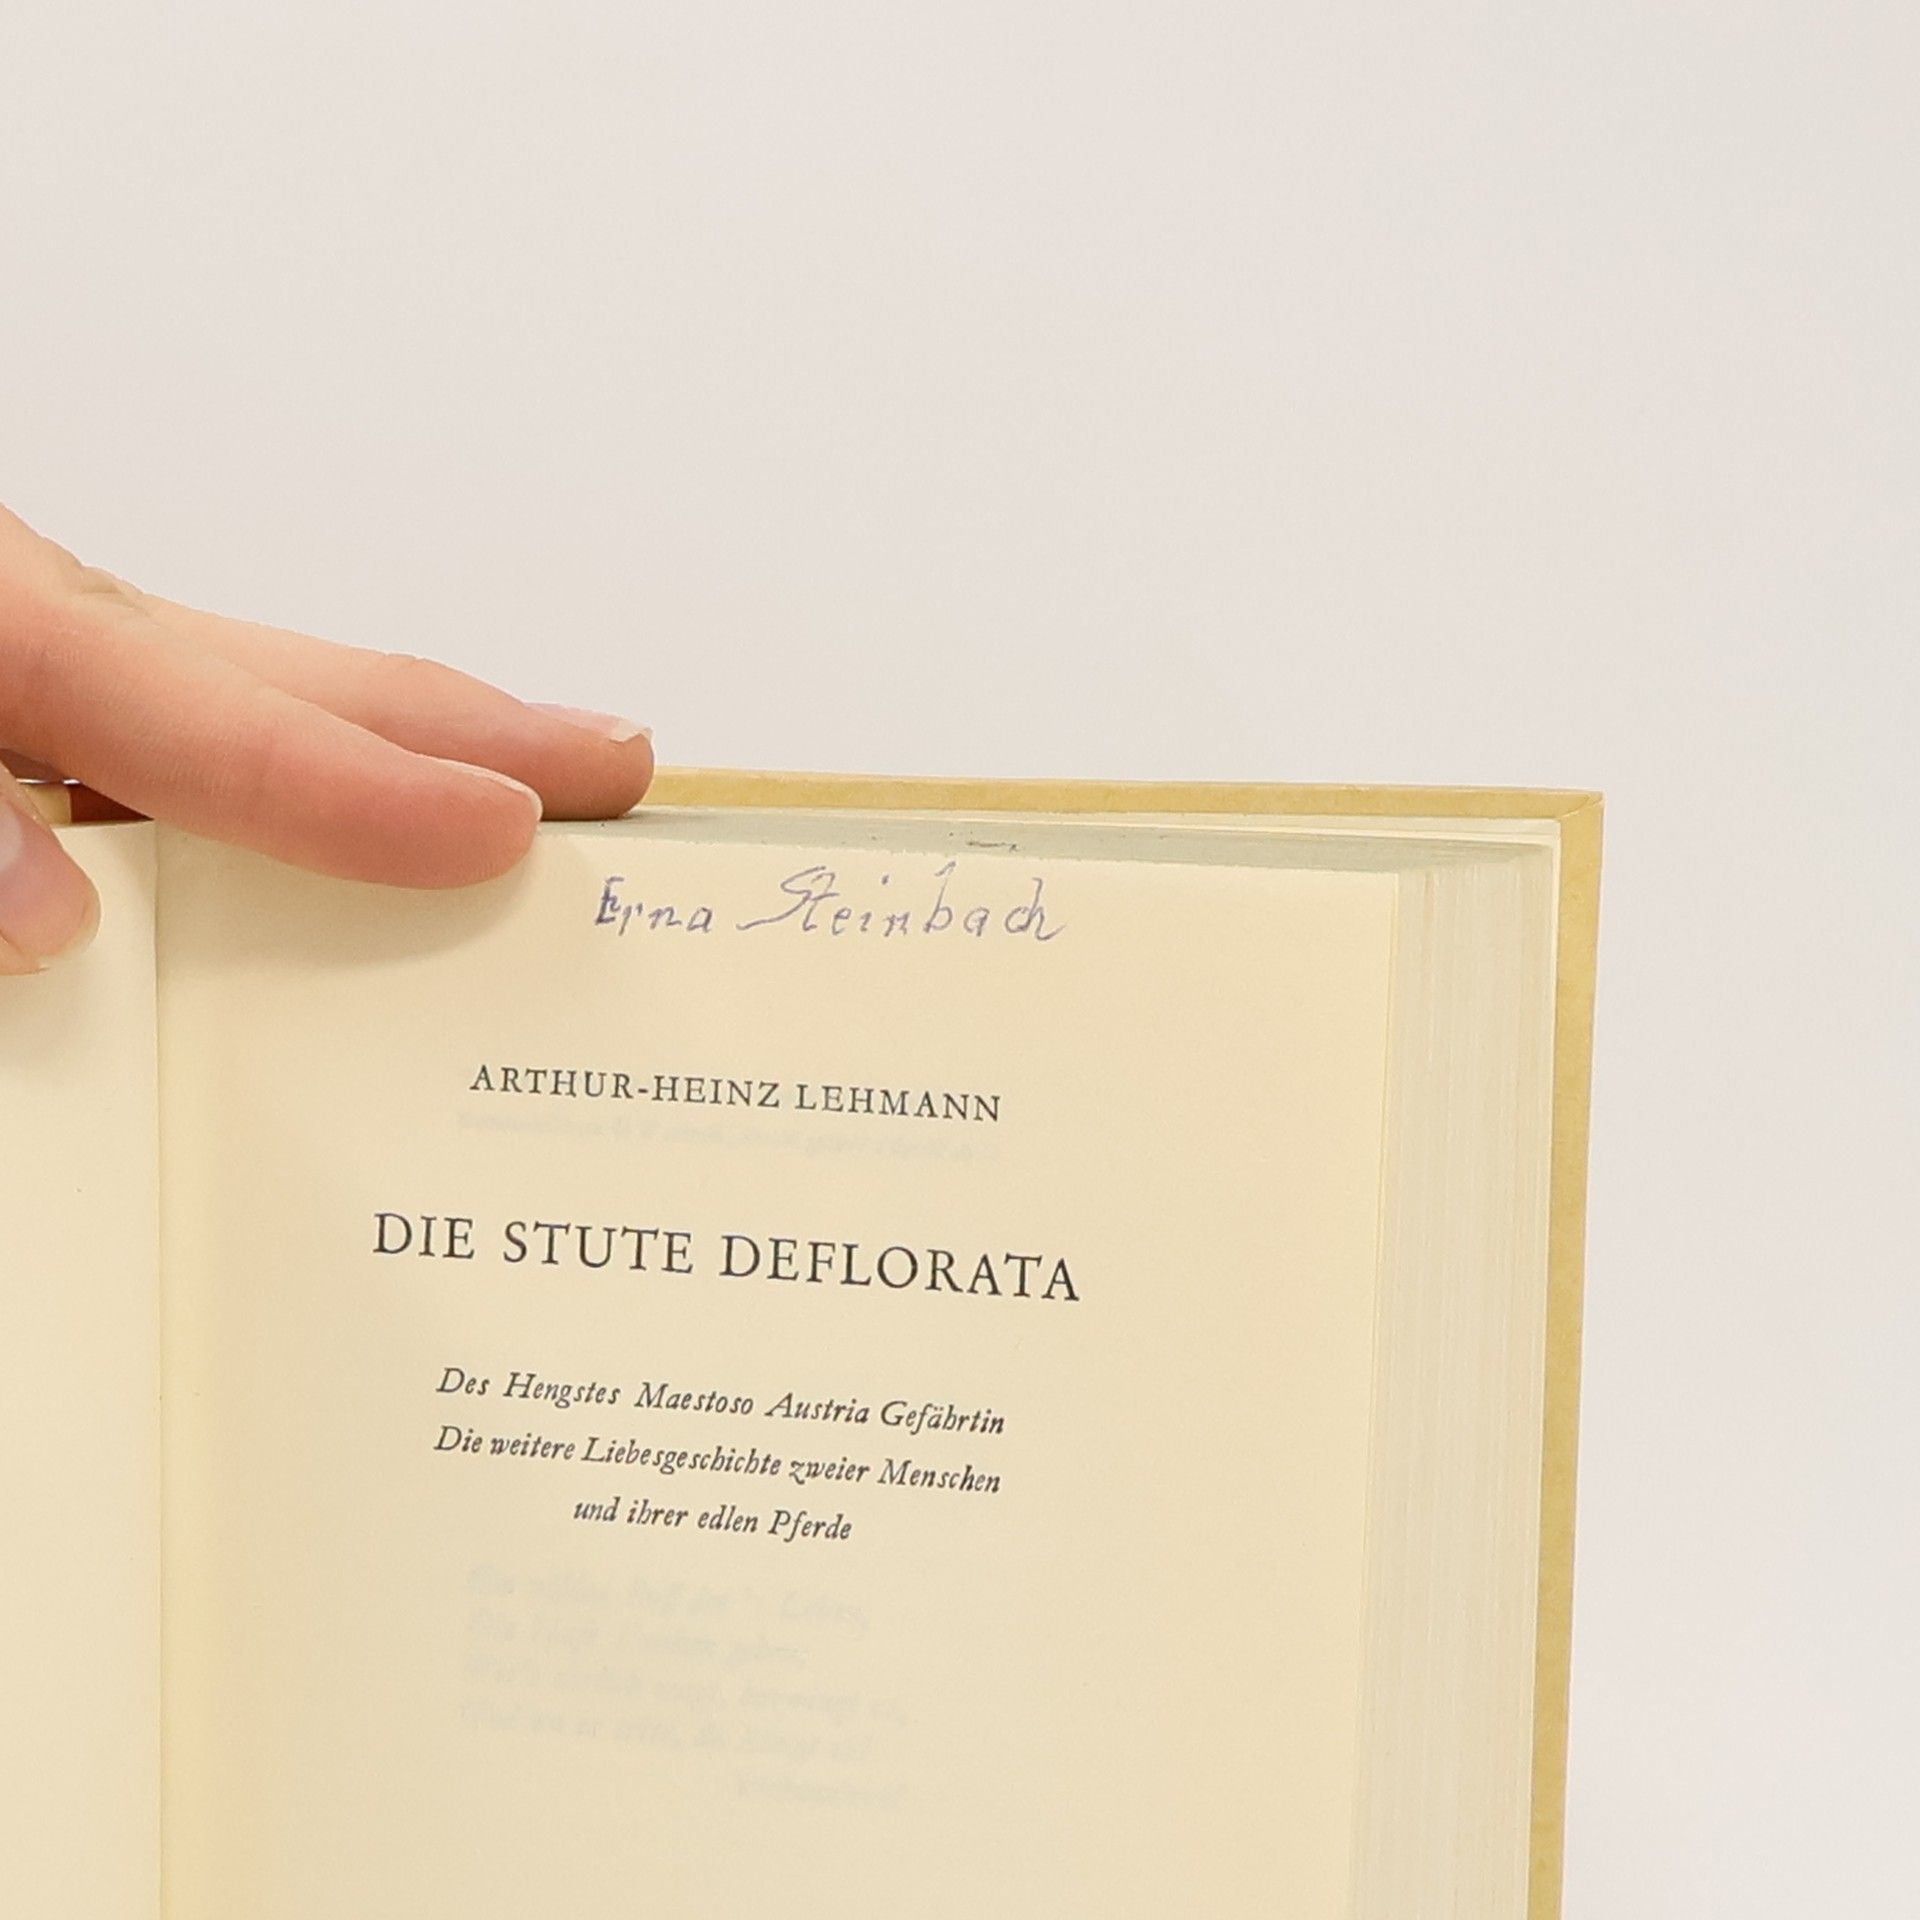 Erna Steinbach
ARTHUR-HEINZ LEHMANN
DIE STUTE DEFLORATA
Des Hengstes Maestoso Austria Gefährtin
Die weitere Liebesgeschichte zweier Menschen
und ihrer edlen Pferde